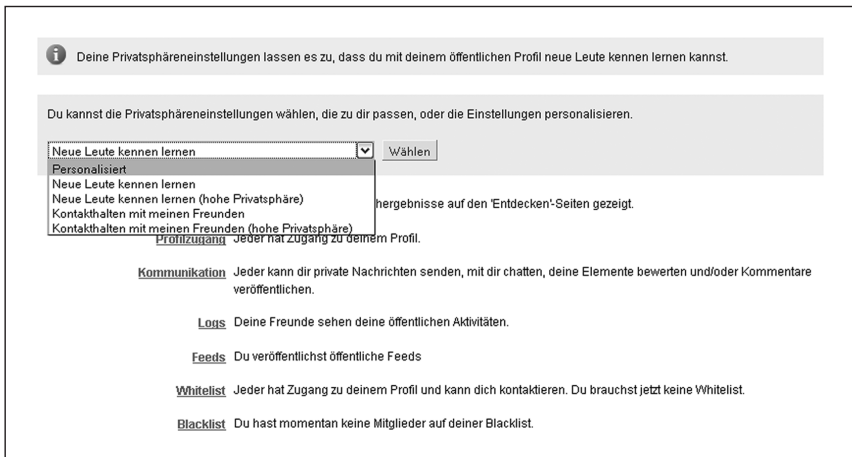 Deine Privatsphäreneinstellungen lassen es zu, dass du mit deinem öffentlichen Profil neue Leute kennen lernen kannst.
Du kannst die Privatsphäreneinstellungen wählen, die zu dir passen, oder die Einstellungen personalisieren.
Neue Leute kennen lernen Wählen
Personalisiert
Neue Leute kennen lernen
Neue Leute kennen lernen (hohe Privatsphäre)
Kontakthalten mit meinen Freunden
Kontakthalten mit meinen Freunden (hohe Privatsphäre)
auf den 'Entdecken'-Seiten gezeigt.
Profilzugang Jeder hat Zugang zu deinem Profil.
Kommunikation Jeder kann dir private Nachrichten senden, mit dir chatten, deine Elemente bewerten und/oder Kommentare
veröffentlichen.
Logs Deine Freunde sehen deine öffentlichen Aktivitäten.
Feeds Du veröffentlichst öffentliche Feeds
Whitelist Jeder hat Zugang zu deinem Profil und kann dich kontaktieren. Du brauchst jetzt keine Whitelist.
Blacklist Du hast momentan keine Mitglieder auf deiner Blacklist.